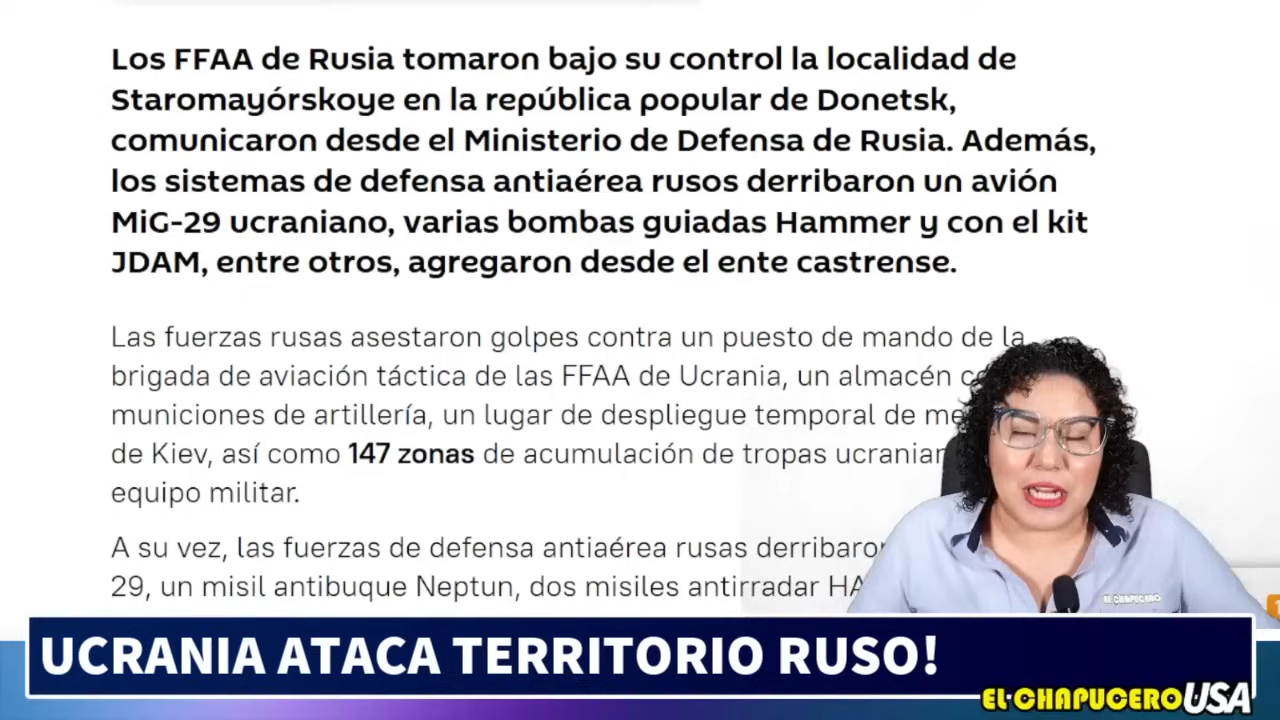 Los FFAA de Rusia tomaron bajo su control la localidad de
Staromayórskoye en la república popular de Donetsk,
comunicaron desde el Ministerio de Defensa de Rusia. Además,
los sistemas de defensa antiaérea rusos derribaron un avión
MiG-29 ucraniano, varias bombas guiadas Hammer y con el kit
JDAM, entre otros, agregaron desde el ente castrense.
Las fuerzas rusas asestaron golpes contra un puesto de mando de la
brigada de aviación táctica de las FFAA de Ucrania, un almacén
municiones de artillería, un lugar de despliegue temporal de
de Kiev, así como 147 zonas de acumulación de tropas
equipo militar.
A su vez, las fuerzas de defensa antiaérea rusas
29, un misil antibuque Neptun, dos misiles antirradar
EL CHAPUCERO
UCRANIA ATACA TERRITORIO RUSO!
EL CHAPUCERO USA